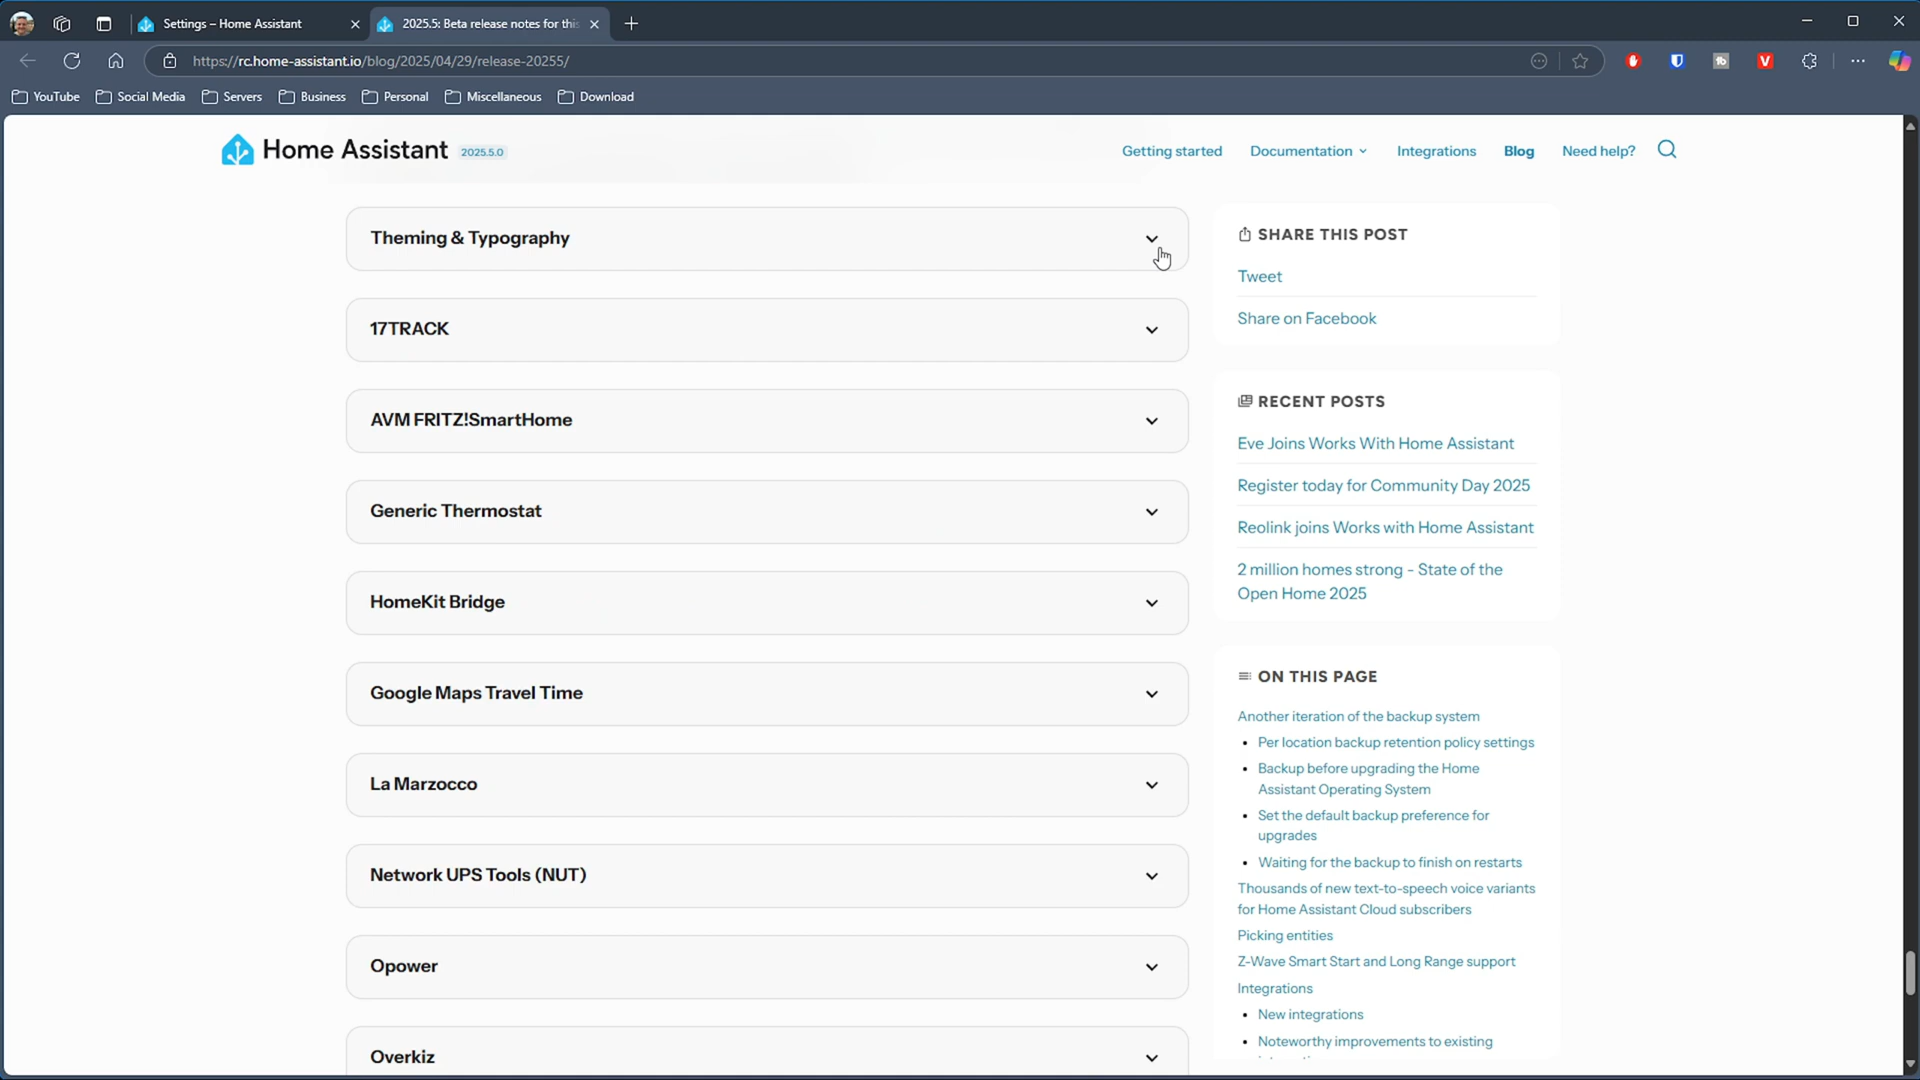 Settings – Home Assistant
2025.5: Beta release notes for this
https://rc.home-assistant.io/blog/2025/04/29/release-20255/
YouTube
Social Media
Servers
Business
Personal
Miscellaneous
Download
Home Assistant 2025.5.0
Getting started
Documentation
Integrations
Blog
Need help?
Theming & Typography
17TRACK
AVM FRITZ!SmartHome
Generic Thermostat
HomeKit Bridge
Google Maps Travel Time
La Marzocco
Network UPS Tools (NUT)
Opower
Overkiz
SHARE THIS POST
Tweet
Share on Facebook
RECENT POSTS
Eve Joins Works With Home Assistant
Register today for Community Day 2025
Reolink joins Works with Home Assistant
2 million homes strong - State of the
Open Home 2025
ON THIS PAGE
Another iteration of the backup system
Per location backup retention policy settings
Backup before upgrading the Home
Assistant Operating System
Set the default backup preference for
upgrades
Waiting for the backup to finish on restarts
Thousands of new text-to-speech voice variants
for Home Assistant Cloud subscribers
Picking entities
Z-Wave Smart Start and Long Range support
Integrations
New integrations
Noteworthy improvements to existing